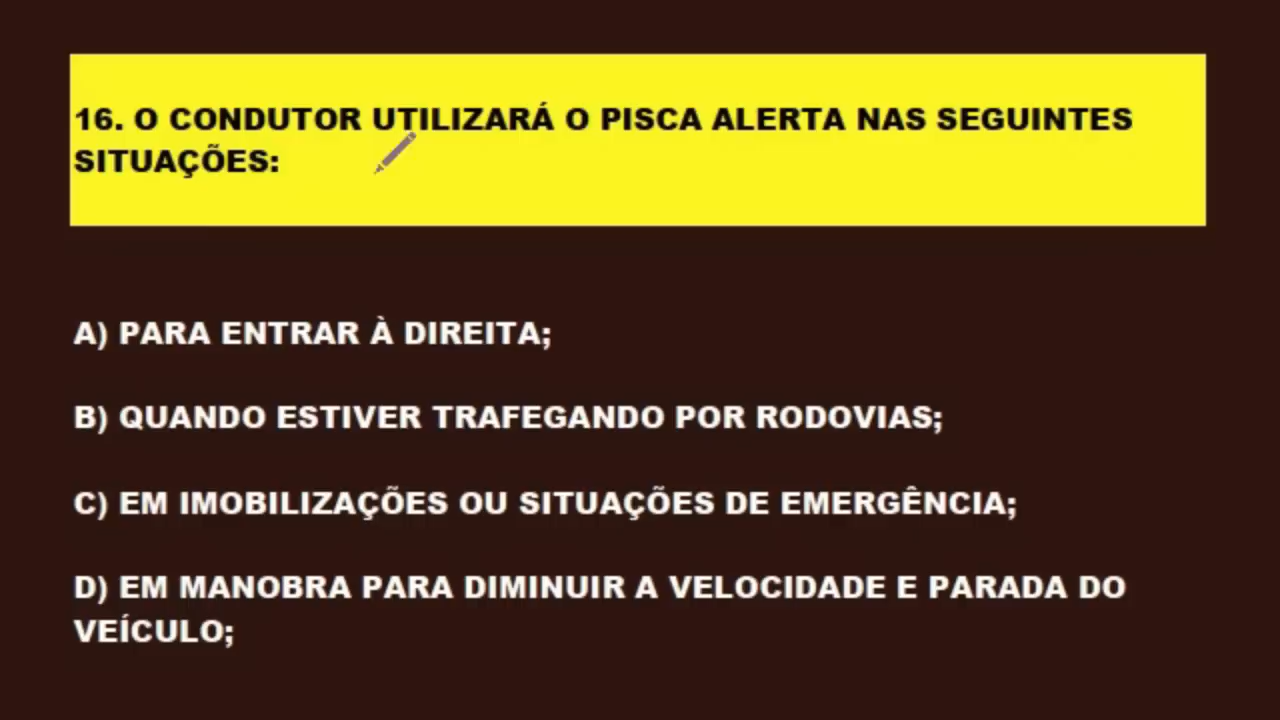 16. O CONDUTOR UTILIZARÁ O PISCA ALERTA NAS SEGUINTES
SITUAÇÕES:
A) PARA ENTRAR À DIREITA;
B) QUANDO ESTIVER TRAFEGANDO POR RODOVIAS;
C) EM IMOBILIZAÇÕES OU SITUAÇÕES DE EMERGÊNCIA;
D) EM MANOBRA PARA DIMINUIR A VELOCIDADE E PARADA DO
VEÍCULO;